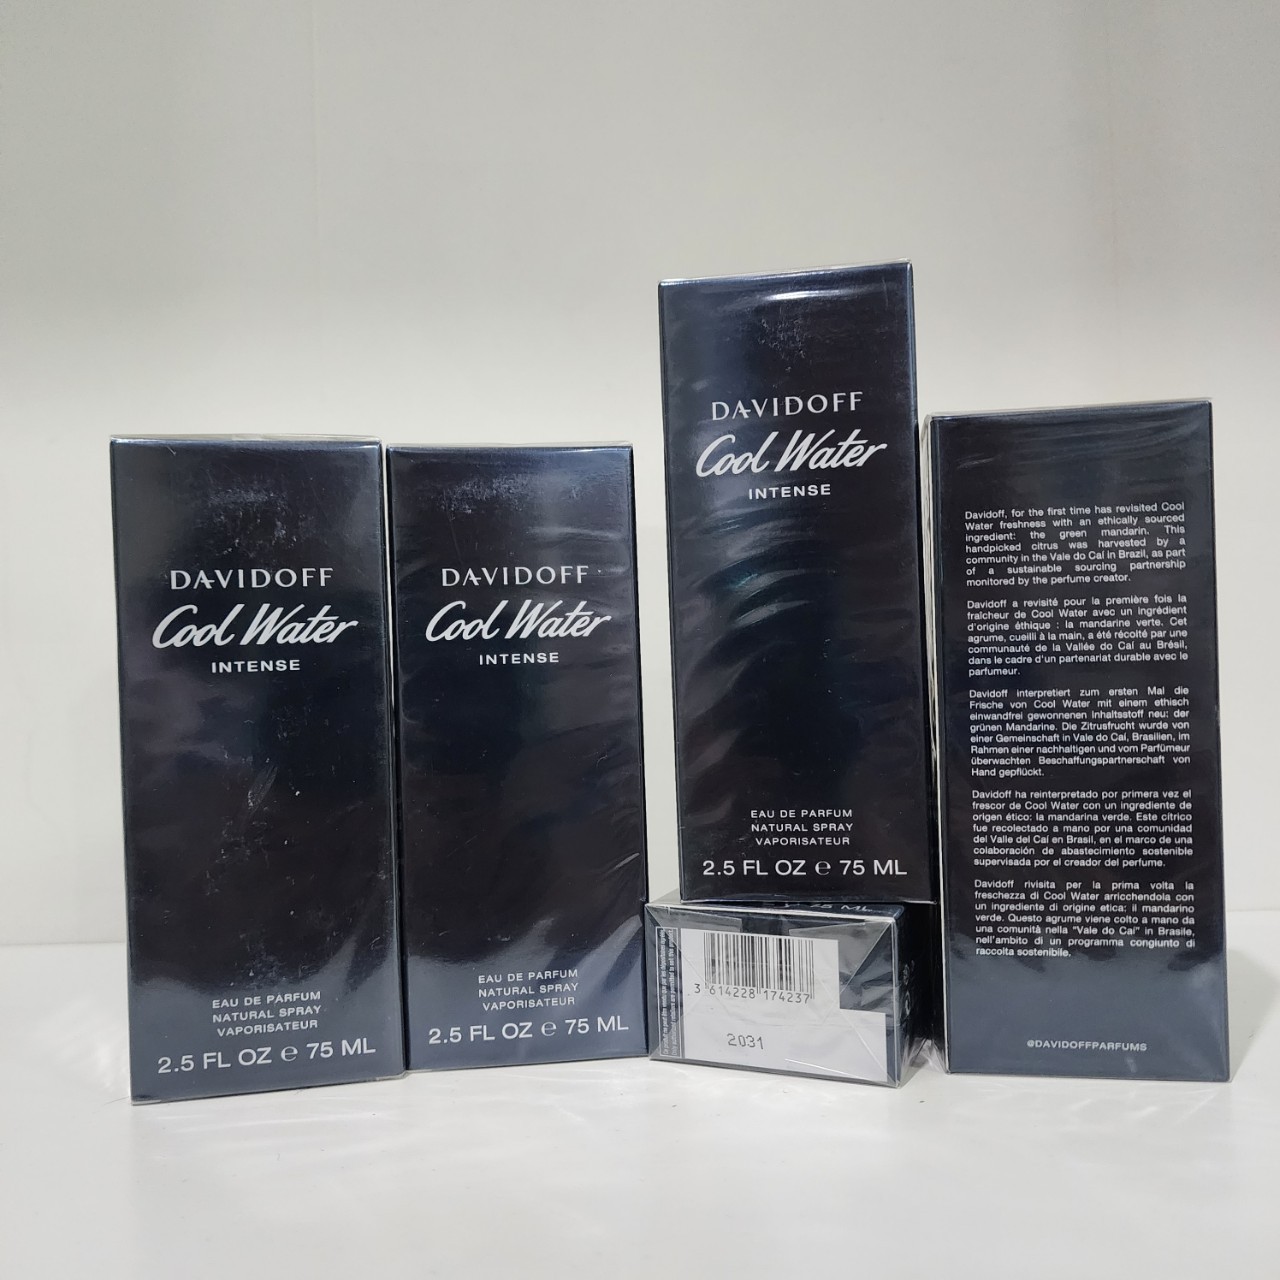 DAVIDOFF
Cool Water
INTENSE
EAU DE PARFUM
NATURAL SPRAY
VAPORISATEUR
2.5 FL OZ e 75 ML
DAVIDOFF
Cool Water
INTENSE
EAU DE PARFUM
NATURAL SPRAY
VAPORISATEUR
2.5 FL OZ e 75 ML
DAVIDOFF
Cool Water
INTENSE
EAU DE PARFUM
NATURAL SPRAY
VAPORISATEUR
2.5 FL OZ e 75 ML
75 ML
3 614228 174237
2031
Davidoff, for the first time has revisited Cool
Water freshness with an ethically sourced
ingredient: the green mandarin. This
handpicked citrus was harvested by a
community in the Vale do Caí in Brazil, as part
of a sustainable sourcing partnership
monitored by the perfume creator.
Davidoff a revisité pour la première fois la
fraîcheur de Cool Water avec un ingrédient
d'origine éthique : la mandarine verte. Cet
agrume, cueilli à la main, a été récolté par une
communauté de la Vallée do Caí au Brésil,
dans le cadre d'un partenariat durable avec le
parfumeur.
Davidoff interpretiert zum ersten Mal die
Frische von Cool Water mit einem ethisch
einwandfrei gewonnenen Inhaltsstoff neu: der
grünen Mandarine. Die Zitrusfrucht wurde von
einer Gemeinschaft in Vale do Caí, Brasilien, im
Rahmen einer nachhaltigen und vom Parfümeur
überwachten Beschaffungspartnerschaft von
Hand gepflückt.
Davidoff ha reinterpretado por primera vez el
frescor de Cool Water con un ingrediente de
origen ético: la mandarina verde. Este cítrico
fue recolectado a mano por una comunidad
del Valle del Caí en Brasil, en el marco de una
colaboración de abastecimiento sostenible
supervisada por el creador del perfume.
Davidoff rivisita per la prima volta la
freschezza di Cool Water arricchendola con
un ingrediente di origine etica: il mandarino
verde. Questo agrume viene colto a mano da
una comunità nella "Vale do Caí" in Brasile,
nell'ambito di un programma congiunto di
raccolta sostenibile.
@DAVIDOFFPARFUMS